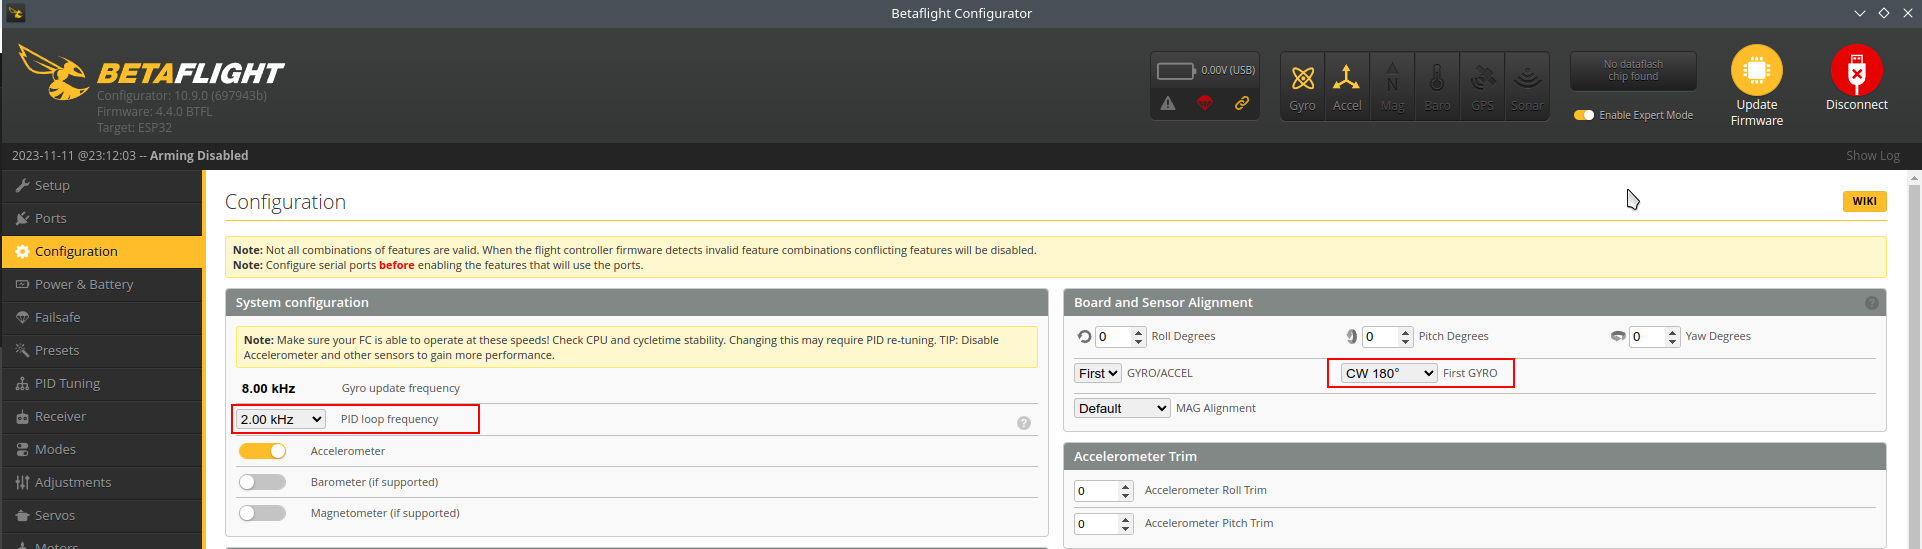 Betaflight Configurator
BETAFLIGHT
Configurator: 10.9.0 (697943b)
Firmware: 4.4.0 BTFL
Target: ESP32
0.00V (USB)
Gyro
Accel
Mag
Baro
GPS
Sonar
No dataflash
chip found
Enable Expert Mode
Update
Firmware
Disconnect
2023-11-11 @23:12:03 -- Arming Disabled
Show Log
Setup
Ports
Configuration
Power & Battery
Failsafe
Presets
PID Tuning
Receiver
Modes
Adjustments
Servos
Motors
Configuration
WIKI
Note: Not all combinations of features are valid. When the flight controller firmware detects invalid feature combinations conflicting features will be disabled.
Note: Configure serial ports before enabling the features that will use the ports.
System configuration
Note: Make sure your FC is able to operate at these speeds! Check CPU and cycletime stability. Changing this may require PID re-tuning. TIP: Disable
Accelerometer and other sensors to gain more performance.
8.00 kHz Gyro update frequency
2.00 kHz PID loop frequency
Accelerometer
Barometer (if supported)
Magnetometer (if supported)
Board and Sensor Alignment
0 Roll Degrees
0 Pitch Degrees
0 Yaw Degrees
First GYRO/ACCEL
CW 180° First GYRO
Default MAG Alignment
Accelerometer Trim
0 Accelerometer Roll Trim
0 Accelerometer Pitch Trim